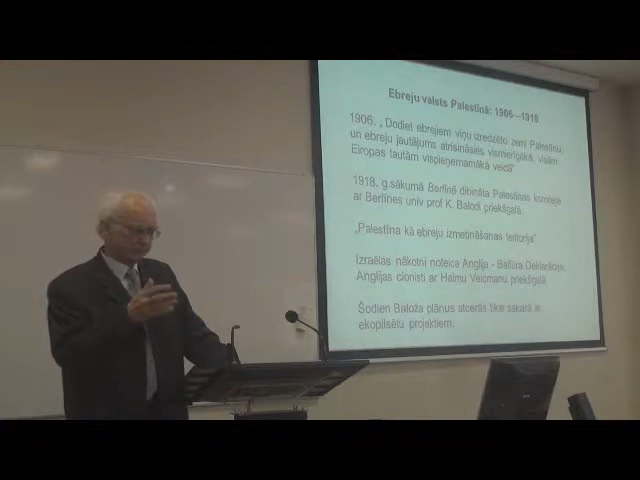 Ebreju valsts Palestīnā: 1906—1918
1906. „Dodiet ebrejiem viņu izredzēto zemi Palestīnu,
un ebreju jautājums atrisināsies vismierīgākā, visām
Eiropas tautām vispieņemamākā veidā"
1918. g.sākumā Berlīnē dibināta Palestīnas komiteja
ar Berlīnes univ prof K. Balodi priekšgalā.
„Palestīna kā ebreju izmetināšanas teritorija"
Izraēlas nākotni noteica Anglija - Balfūra Deklarācija,
Anglijas cionisti ar Haimu Veicmanu priekšgalā
Šodien Baloža plānus atcerās tikai sakarā ar
ekopilsētu projektiem.